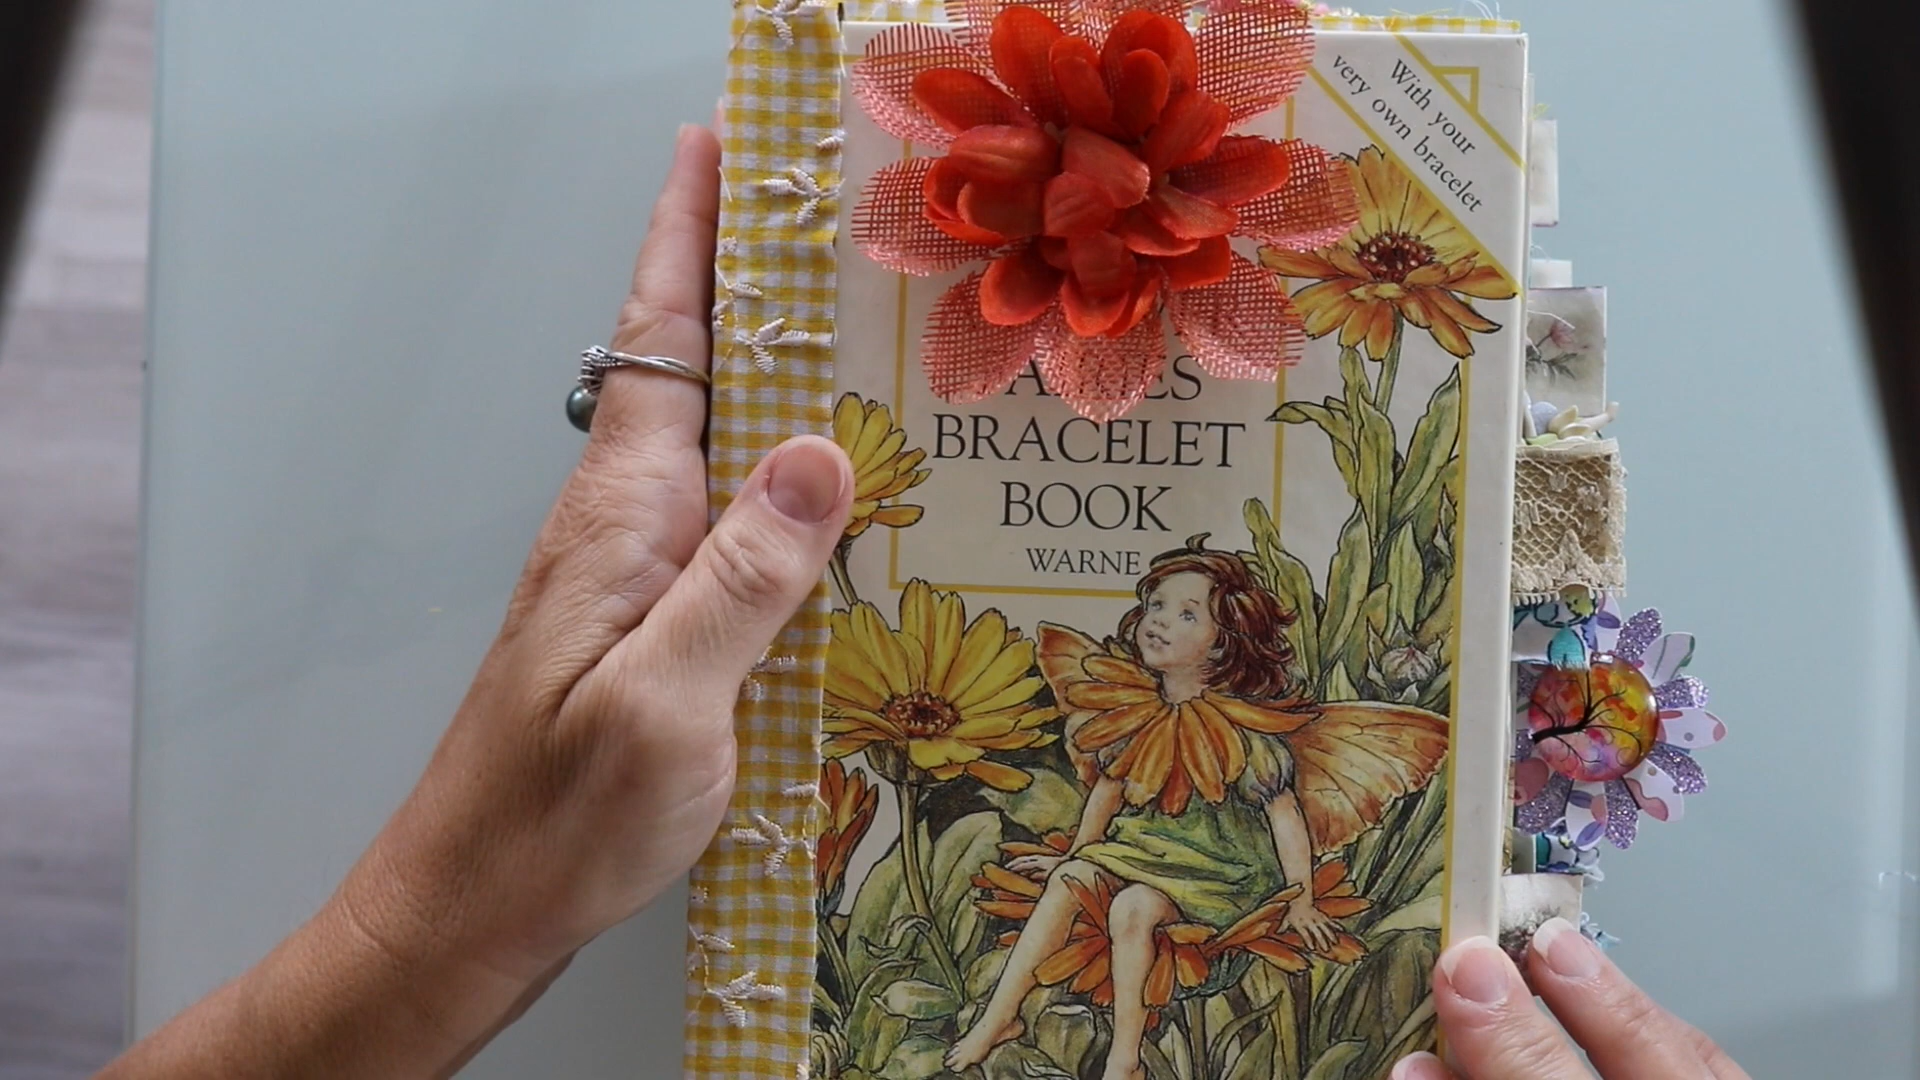 With your
very own bracelet
BRACELET
BOOK
WARNE